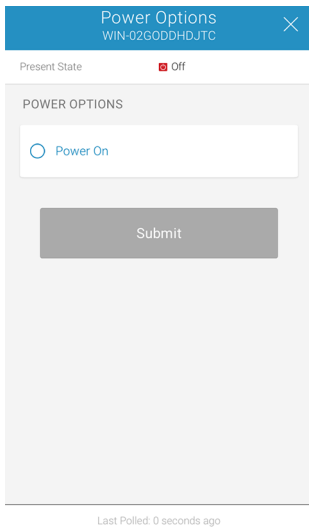 Power Options
WIN-02GODDHDJTC
Present State Off
POWER OPTIONS
Power On
Submit
Last Polled: 0 seconds ago